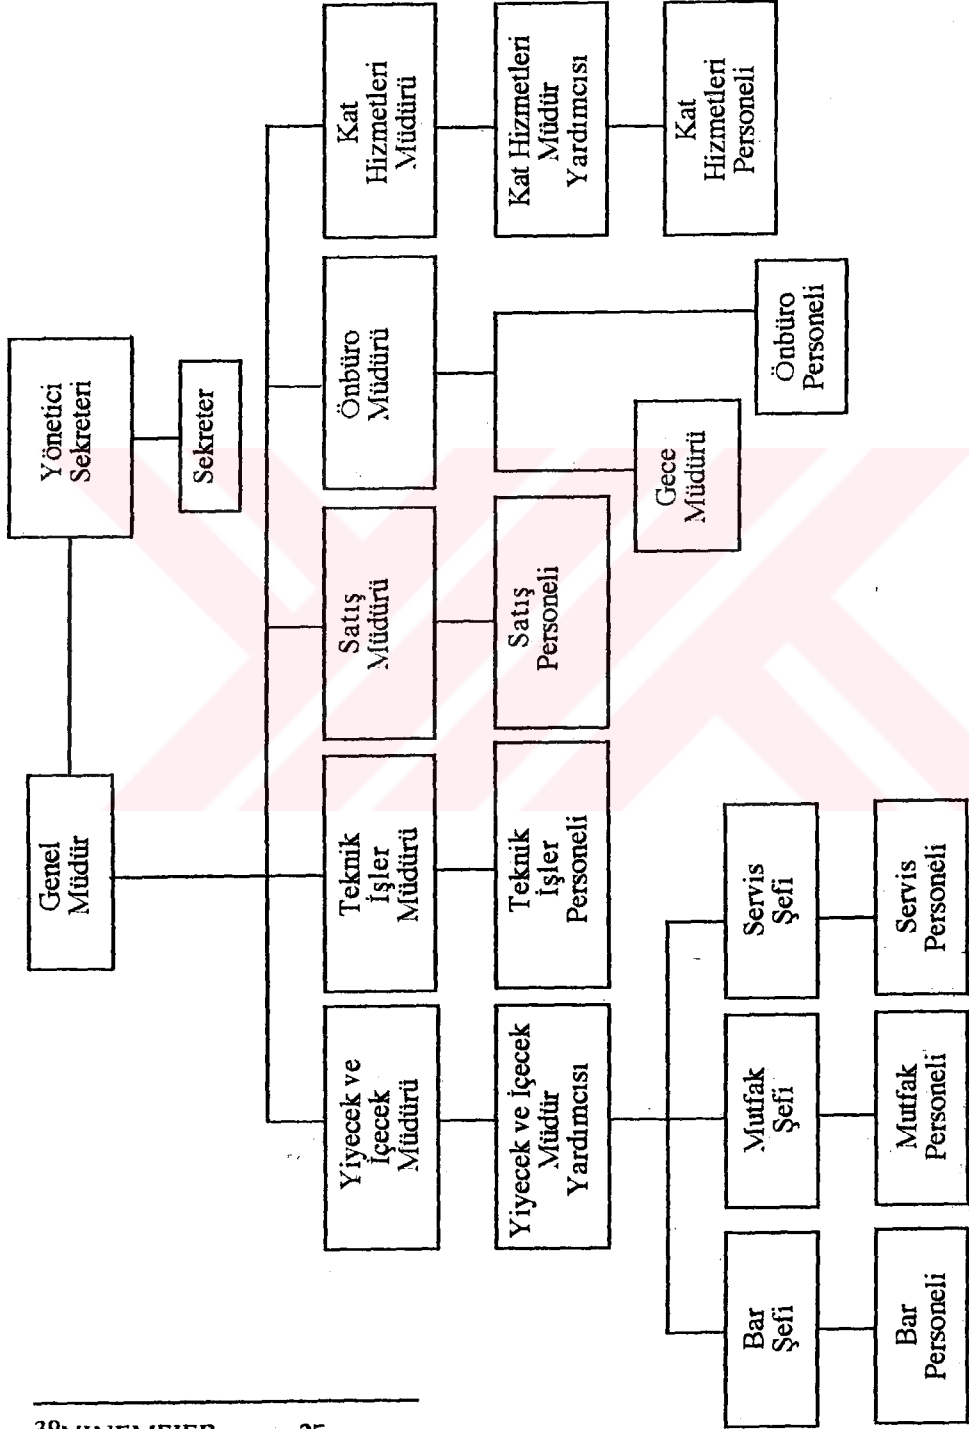 Genel
Müdür
Yönetici
Sekreteri
Sekreter
Yiyecek ve
İçecek
Müdürü
Teknik
İşler
Müdürü
Satış
Müdürü
Önbüro
Müdürü
Kat
Hizmetleri
Müdürü
Yiyecek ve İçecek
Müdür
Yardımcısı
Teknik
İşler
Personeli
Satış
Personeli
Kat Hizmetleri
Müdür
Yardımcısı
Gece
Müdürü
Önbüro
Personeli
Kat
Hizmetleri
Personeli
Bar
Şefi
Mutfak
Şefi
Servis
Şefi
Bar
Personeli
Mutfak
Personeli
Servis
Personeli